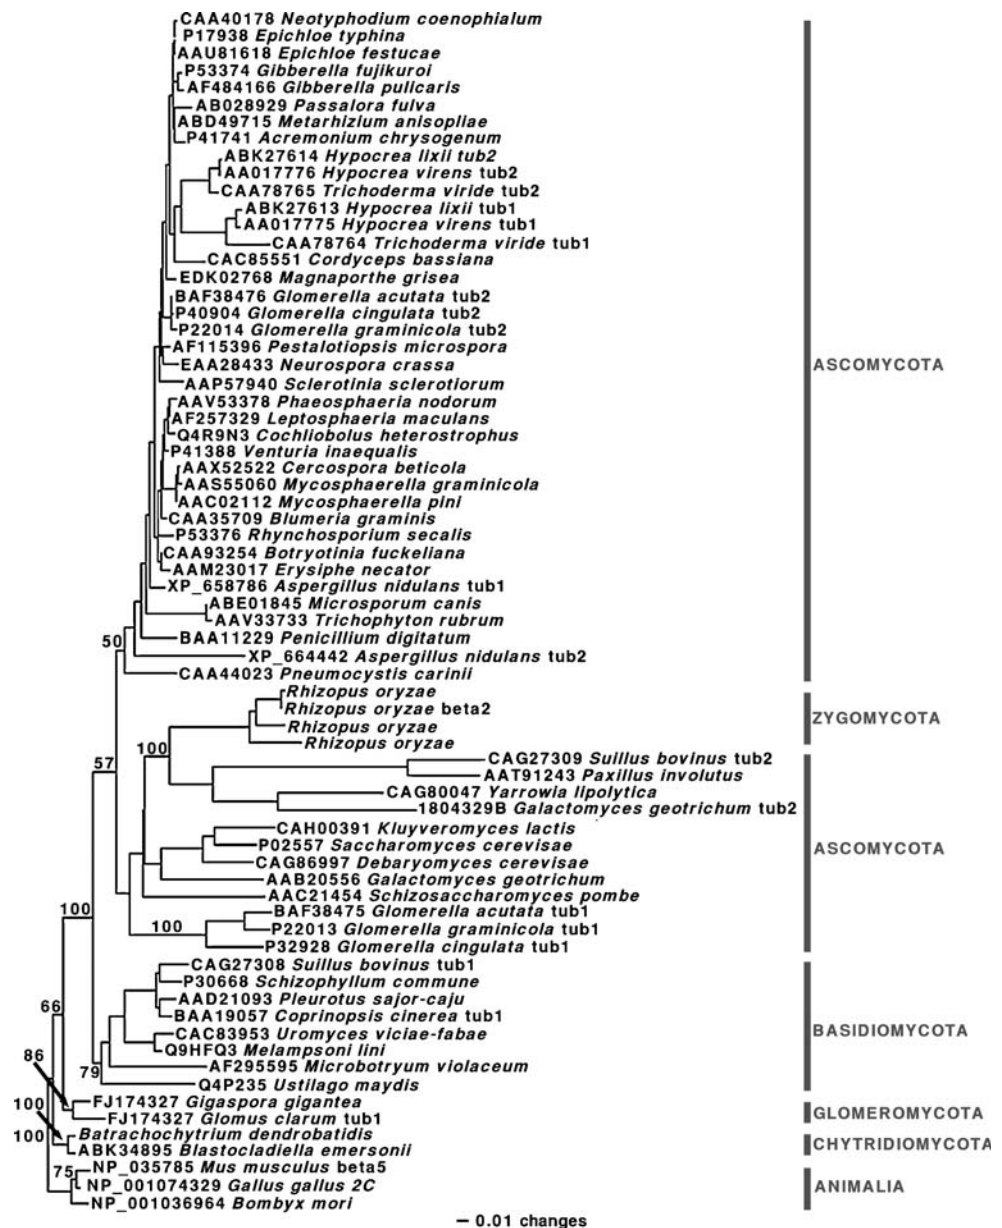 CAA40178 Neotyphodium coenophialum
P17938 Epichloe typhina
AAU81618 Epichloe festucae
P53374 Gibberella fujikuroi
AF484166 Gibberella pulicaris
AB028929 Passalora fulva
ABD49715 Metarhizium anisopliae
P41741 Acremonium chrysogenum
ABK27614 Hypocrea lixii tub2
AA017776 Hypocrea virens tub2
CAA78765 Trichoderma viride tub2
ABK27613 Hypocrea lixii tub1
AA017775 Hypocrea virens tub1
CAA78764 Trichoderma viride tub1
CAC85551 Cordyceps bassiana
EDK02768 Magnaporthe grisea
BAF38476 Glomerella acutata tub2
P40904 Glomerella cingulata tub2
P22014 Glomerella graminicola tub2
AF115396 Pestalotiopsis microspora
EAA28433 Neurospora crassa
ASCOMYCOTA
AAP57940 Sclerotinia sclerotiorum
AAV53378 Phaeosphaeria nodorum
AF257329 Leptosphaeria maculans
Q4R9N3 Cochliobolus heterostrophus
P41388 Venturia inaequalis
AAX52522 Cercospora beticola
AAS55060 Mycosphaerella graminicola
AAC02112 Mycosphaerella pini
CAA35709 Blumeria graminis
P53376 Rhynchosporium secalis
CAA93254 Botryotinia fuckeliana
AAM23017 Erysiphe necator
XP_658786 Aspergillus nidulans tub1
ABE01845 Microsporum canis
AAV33733 Trichophyton rubrum
BAA11229 Penicillium digitatum
50
XP_664442 Aspergillus nidulans tub2
CAA44023 Pneumocystis carinii
Rhizopus oryzae
Rhizopus oryzae beta2
ZYGOMYCOTA
Rhizopus oryzae
Rhizopus oryzae
100
CAG27309 Suillus bovinus tub2
57
AAT91243 Paxillus involutus
CAG80047 Yarrowia lipolytica
1804329B Galactomyces geotrichum tub2
CAH00391 Kluyveromyces lactis
P02557 Saccharomyces cerevisae
ASCOMYCOTA
CAG86997 Debaryomyces cerevisae
AAB20556 Galactomyces geotrichum
AAC21454 Schizosaccharomyces pombe
100
BAF38475 Glomerella acutata tub1
100
P22013 Glomerella graminicola tub1
P32928 Glomerella cingulata tub1
CAG27308 Suillus bovinus tub1
P30668 Schizophyllum commune
AAD21093 Pleurotus sajor-caju
66
BAA19057 Coprinopsis cinerea tub1
BASIDIOMYCOTA
CAC83953 Uromyces viciae-fabae
Q9HFQ3 Melampsoni lini
86
AF295595 Microbotryum violaceum
79
Q4P235 Ustilago maydis
100
FJ174327 Gigaspora gigantea
GLOMEROMYCOTA
FJ174327 Glomus clarum tub1
100
Batrachochytrium dendrobatidis
CHYTRIDIOMYCOTA
ABK34895 Blastocladiella emersonii
75
NP_035785 Mus musculus beta5
NP_001074329 Gallus gallus 2C
ANIMALIA
NP_001036964 Bombyx mori
– 0.01 changes